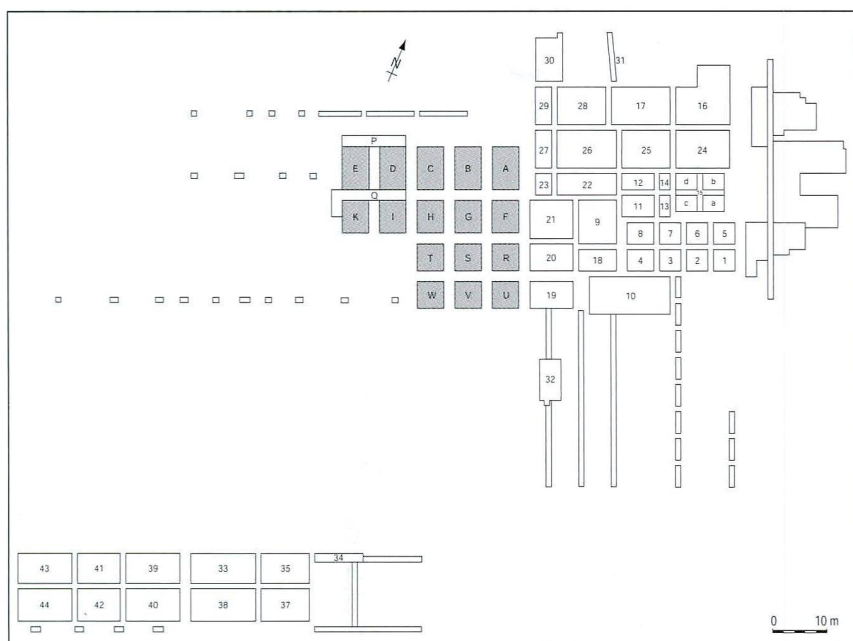 30 31
N
29 28 17 16
P
E D C B A 27 26 25 24
23 22 12 14 d b
Q 15
11 13 c a
K I H G F 21 9
8 7 6 5
T S R 20 18 4 3 2 1
W V U 19 10
32
34
43 41 39 33 35
44 42 40 38 37
0 10 m